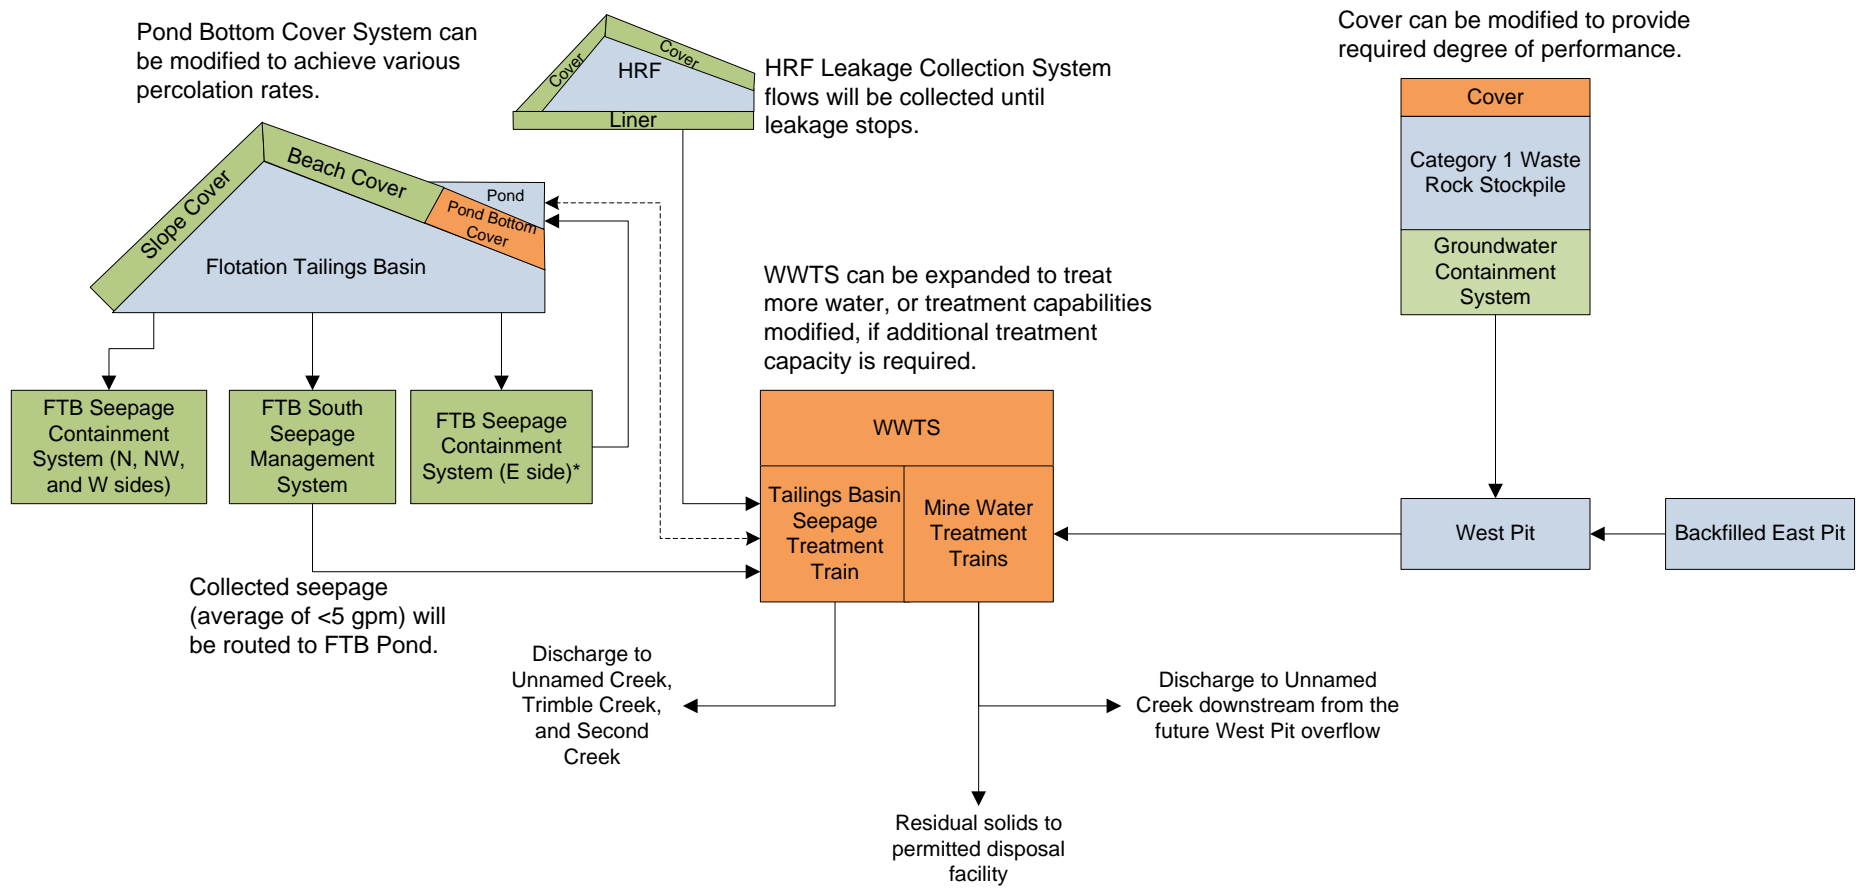 Pond Bottom Cover System can
be modified to achieve various
percolation rates.
Cover
Cover
HRF
Liner
HRF Leakage Collection System
flows will be collected until
leakage stops.
Cover can be modified to provide
required degree of performance.
Cover
Category 1 Waste
Rock Stockpile
Groundwater
Containment
System
Slope Cover
Beach Cover
Pond
Pond Bottom
Cover
Flotation Tailings Basin
WWTS can be expanded to treat
more water, or treatment capabilities
modified, if additional treatment
capacity is required.
FTB Seepage
Containment
System (N, NW,
and W sides)
FTB South
Seepage
Management
System
FTB Seepage
Containment
System (E side)*
WWTS
Tailings Basin
Seepage
Treatment
Train
Mine Water
Treatment
Trains
West Pit
Backfilled East Pit
Collected seepage
(average of <5 gpm) will
be routed to FTB Pond.
Discharge to
Unnamed Creek,
Trimble Creek,
and Second
Creek
Discharge to Unnamed
Creek downstream from the
future West Pit overflow
Residual solids to
permitted disposal
facility